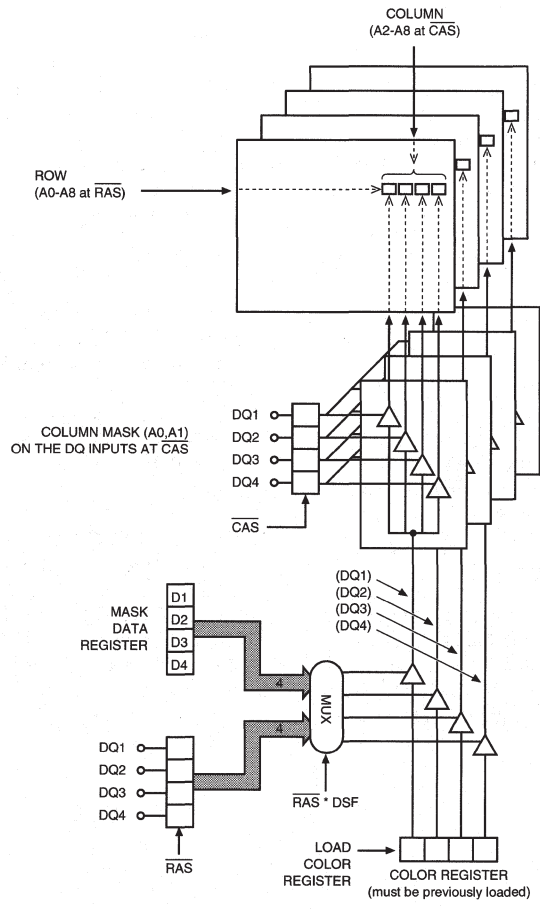 COLUMN
(A2-A8 at CAS)
ROW
(A0-A8 at RAS)
COLUMN MASK (A0,A1)
ON THE DQ INPUTS AT CAS
DQ1
DQ2
DQ3
DQ4
CAS
(DQ1)
(DQ2)
(DQ3)
(DQ4)
MASK
DATA
REGISTER
D1
D2
D3
D4
4
4
MUX
DQ1
DQ2
DQ3
DQ4
RAS
RAS * DSF
LOAD
COLOR
REGISTER
COLOR REGISTER
(must be previously loaded)